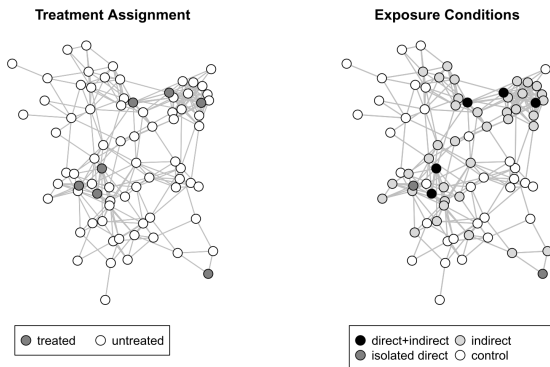 Treatment Assignment
Exposure Conditions
treated
untreated
direct+indirect
indirect
isolated direct
control